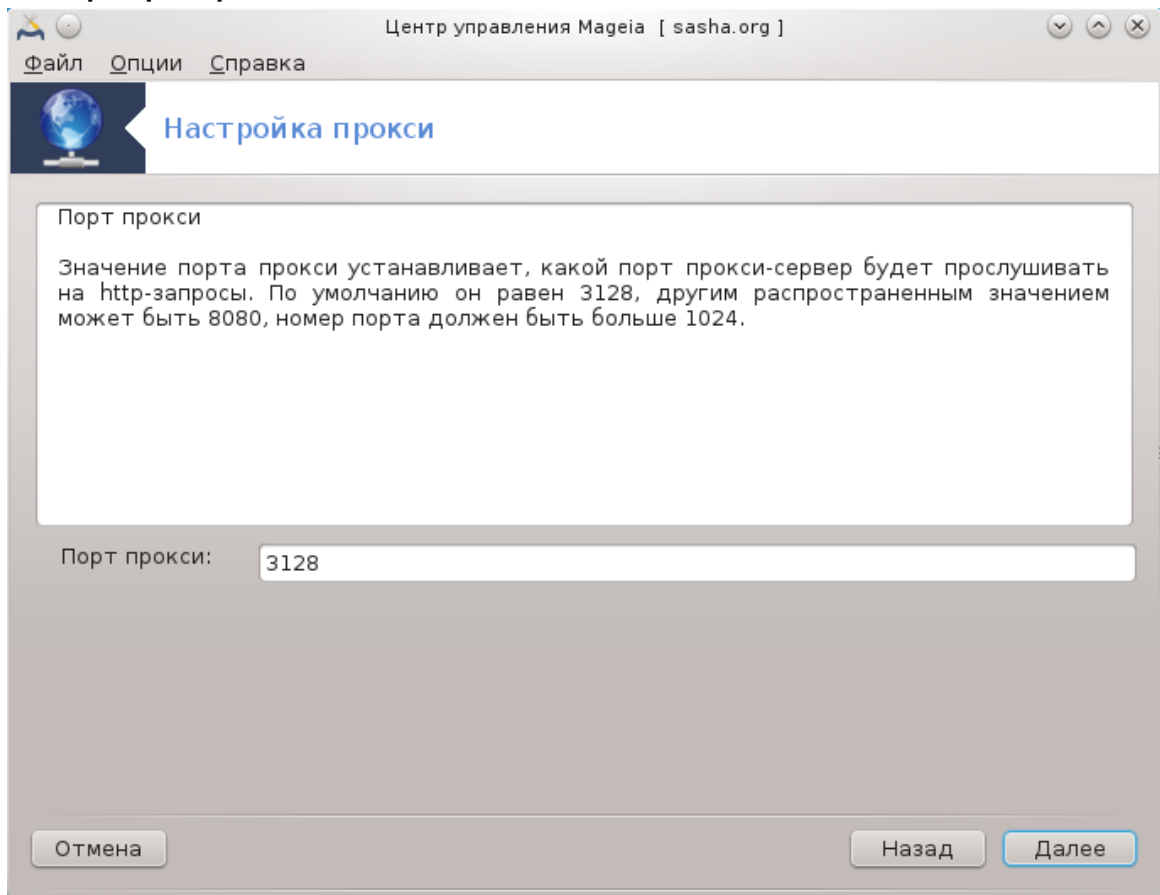 Центр управления Mageia [ sasha.org ]
Файл Опции Справка
Настройка прокси
Порт прокси
Значение порта прокси устанавливает, какой порт прокси-сервер будет прослушивать
на http-запросы. По умолчанию он равен 3128, другим распространенным значением
может быть 8080, номер порта должен быть больше 1024.
Порт прокси: 3128
Отмена Назад Далее